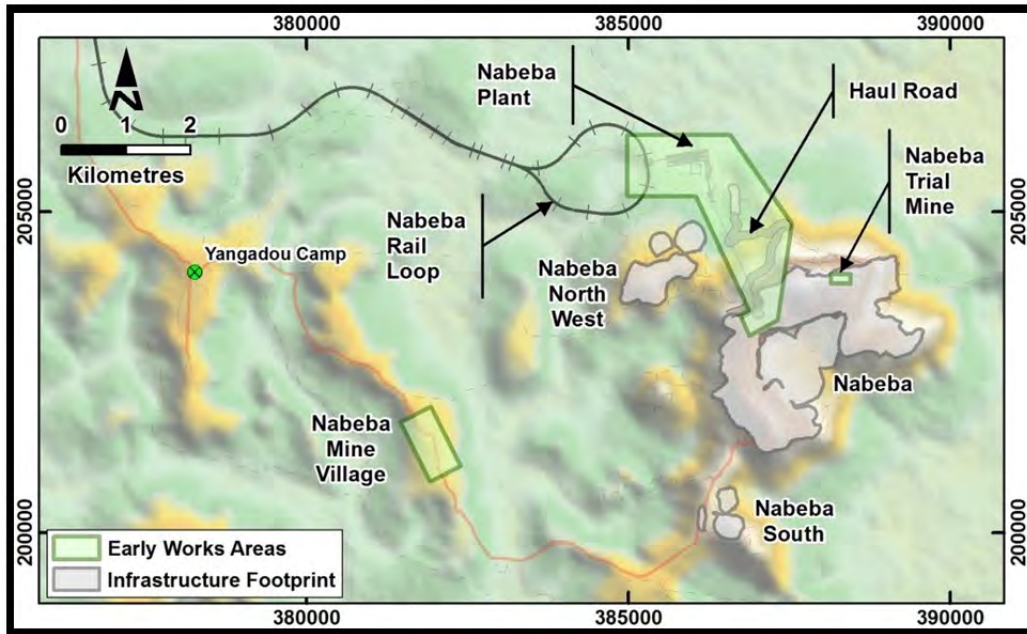 380000
385000
390000
N
0 1 2
Kilometres
205000
200000
Nabeba
Plant
Haul Road
Nabeba
Trial
Mine
205000
Nabeba
Rail
Loop
Yangadou Camp
Nabeba
North
West
Nabeba
Nabeba
Mine
Village
Nabeba
South
200000
Early Works Areas
Infrastructure Footprint
380000
385000
390000